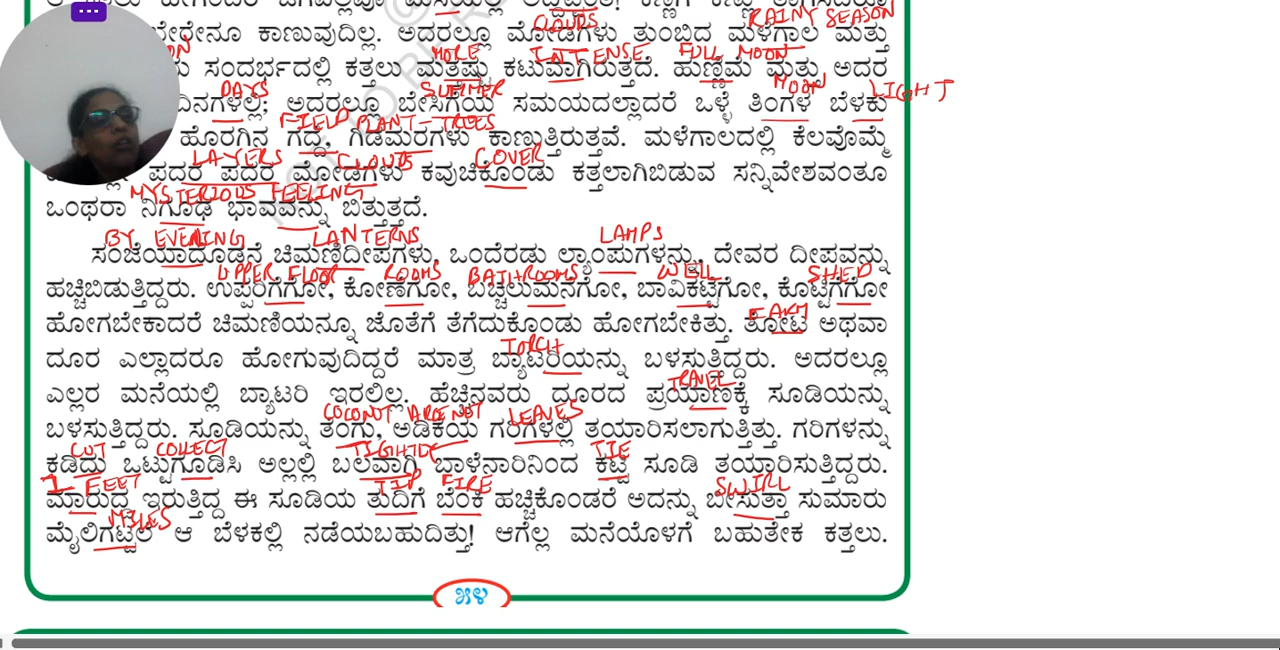 RAINY SEASON
CLOUDS
ಕಾಣುವುದಿಲ್ಲ. ಅದರಲ್ಲೂ ಮೋಡಗಳು ತುಂಬಿದ ಮಳೆಗಾಲ ಮತ್ತು
MORE INTENSE FULL MOON
ಸಂದರ್ಭದಲ್ಲಿ ಕತ್ತಲು ಮತ್ತಷ್ಟು ಕಟುವಾಗಿರುತ್ತದೆ. ಹುಣ್ಣಿಮೆ ಮತ್ತು ಅದರ
DAYS SUMMER MOON LIGHT
ದಿನಗಳಲ್ಲಿ; ಅದರಲ್ಲೂ ಬೇಸಿಗೆಯ ಸಮಯದಲ್ಲಾದರೆ ಒಳ್ಳೆ ತಿಂಗಳ ಬೆಳಕು
FIELD PLANT-TREES
ಹೊರಗಿನ ಗದ್ದೆ, ಗಿಡಮರಗಳು ಕಾಣುತ್ತಿರುತ್ತವೆ. ಮಳೆಗಾಲದಲ್ಲಿ ಕೆಲವೊಮ್ಮೆ
LAYERS CLOUDS COVER
ಪದರ ಪದರ ಮೋಡಗಳು ಕವುಚಿಕೊಂಡು ಕತ್ತಲಾಗಿಬಿಡುವ ಸನ್ನಿವೇಶವಂತೂ
MYSTERIOUS FEELING
ಒಂಥರಾ ನಿಗೂಢ ಭಾವವನ್ನು ಬಿತ್ತುತ್ತದೆ.
BY EVENING LANTERNS LAMPS
ಸಂಜೆಯಾದೊಡನೆ ಚಿಮಣಿದೀಪಗಳು, ಒಂದೆರಡು ಲ್ಯಾಂಪುಗಳನ್ನು, ದೇವರ ದೀಪವನ್ನು
UPPER FLOOR ROOMS BATHROOMS WELL SHED
ಹಚ್ಚಿಬಿಡುತ್ತಿದ್ದರು. ಉಪ್ಪರಿಗೆಗೋ, ಕೋಣೆಗೋ, ಬಚ್ಚಲುಮನೆಗೋ, ಬಾವಿಕಟ್ಟೆಗೋ, ಕೊಟ್ಟಿಗೆಗೋ
FARM
ಹೋಗಬೇಕಾದರೆ ಚಿಮಣಿಯನ್ನೂ ಜೊತೆಗೆ ತೆಗೆದುಕೊಂಡು ಹೋಗಬೇಕಿತ್ತು. ತೋಟ ಅಥವಾ
TORCH
ದೂರ ಎಲ್ಲಾದರೂ ಹೋಗುವುದಿದ್ದರೆ ಮಾತ್ರ ಬ್ಯಾಟರಿಯನ್ನು ಬಳಸುತ್ತಿದ್ದರು. ಅದರಲ್ಲೂ
TRAVEL
ಎಲ್ಲರ ಮನೆಯಲ್ಲಿ ಬ್ಯಾಟರಿ ಇರಲಿಲ್ಲ. ಹೆಚ್ಚಿನವರು ದೂರದ ಪ್ರಯಾಣಕ್ಕೆ ಸೂಡಿಯನ್ನು
COCONUT ARECNOT LEAVES
ಬಳಸುತ್ತಿದ್ದರು. ಸೂಡಿಯನ್ನು ತೆಂಗು, ಅಡಿಕೆಯ ಗರಿಗಳಲ್ಲಿ ತಯಾರಿಸಲಾಗುತ್ತಿತ್ತು. ಗರಿಗಳನ್ನು
CUT COLLECT TIGHTLY TIE
ಕಡಿದು ಒಟ್ಟುಗೂಡಿಸಿ ಅಲ್ಲಲ್ಲಿ ಬಲವಾಗಿ ಬಾಳೆನಾರಿನಿಂದ ಕಟ್ಟಿ ಸೂಡಿ ತಯಾರಿಸುತ್ತಿದ್ದರು.
1 FEET TIP FIRE SWIRL
ಮಾರುದ್ದ ಇರುತ್ತಿದ್ದ ಈ ಸೂಡಿಯ ತುದಿಗೆ ಬೆಂಕಿ ಹಚ್ಚಿಕೊಂಡರೆ ಅದನ್ನು ಬೀಸುತ್ತಾ ಸುಮಾರು
MILES
ಮೈಲಿಗಟ್ಟಲೆ ಆ ಬೆಳಕಲ್ಲಿ ನಡೆಯಬಹುದಿತ್ತು! ಆಗೆಲ್ಲ ಮನೆಯೊಳಗೆ ಬಹುತೇಕ ಕತ್ತಲು.
೫೪